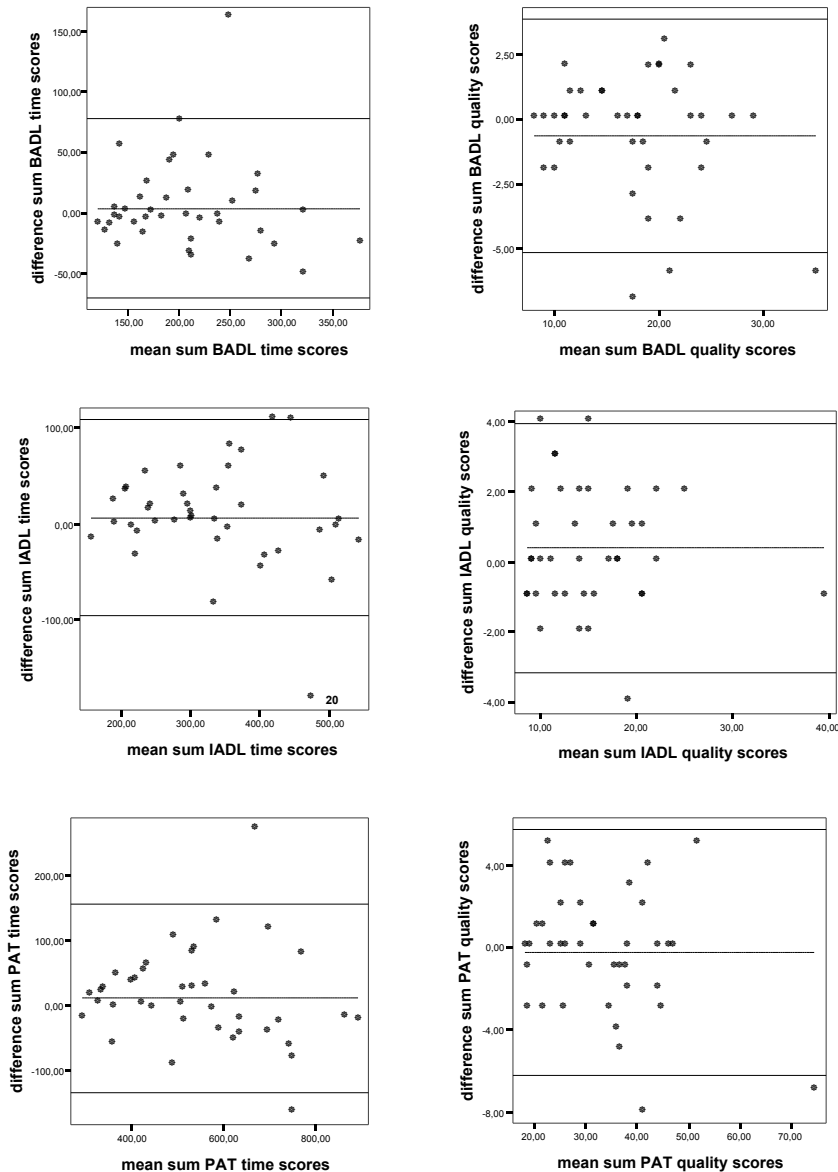 difference sum BADL time scores
150,00
100,00
50,00
0,00
-50,00
150,00 200,00 250,00 300,00 350,00
mean sum BADL time scores
difference sum BADL quality scores
2,50
0,00
-2,50
-5,00
10,00 20,00 30,00
mean sum BADL quality scores
difference sum IADL time scores
100,00
0,00
-100,00
20
200,00 300,00 400,00 500,00
mean sum IADL time scores
difference sum IADL quality scores
4,00
2,00
0,00
-2,00
-4,00
10,00 20,00 30,00 40,00
mean sum IADL quality scores
difference sum PAT time scores
200,00
100,00
0,00
-100,00
400,00 600,00 800,00
mean sum PAT time scores
difference sum PAT quality scores
4,00
0,00
-4,00
-8,00
20,00 30,00 40,00 50,00 60,00 70,00
mean sum PAT quality scores